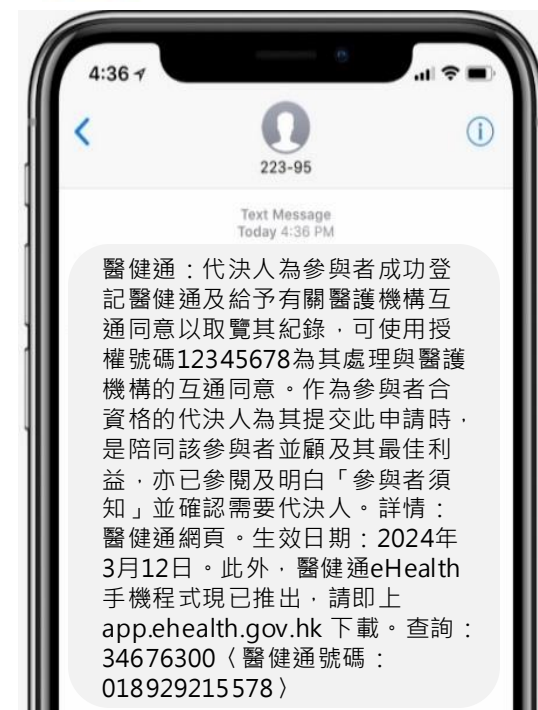 4:36
223-95
Text Message
Today 4:36 PM
醫健通：代決人為參與者成功登
記醫健通及給予有關醫護機構互
通同意以取覽其紀錄，可使用授
權號碼12345678為其處理與醫護
機構的互通同意。作為參與者合
資格的代決人為其提交此申請時，
是陪同該參與者並顧及其最佳利
益，亦已參閱及明白「參與者須
知」並確認需要代決人。詳情：
醫健通網頁。生效日期：2024年
3月12日。此外，醫健通eHealth
手機程式現已推出，請即上
app.ehealth.gov.hk 下載。查詢：
34676300〈醫健通號碼：
018929215578〉